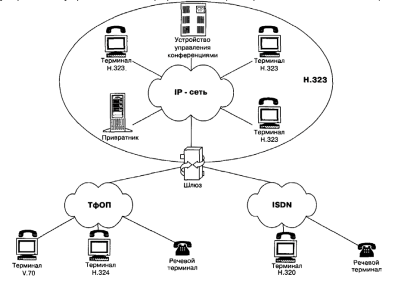 Устройство
управления
конференциями
Терминал
H.323
Терминал
H.323
H.323
IP - сеть
Привратник
Терминал
H.323
Шлюз
ТфОП
ISDN
Терминал
V.70
Терминал
H.324
Речевой
терминал
Терминал
H.320
Речевой
терминал